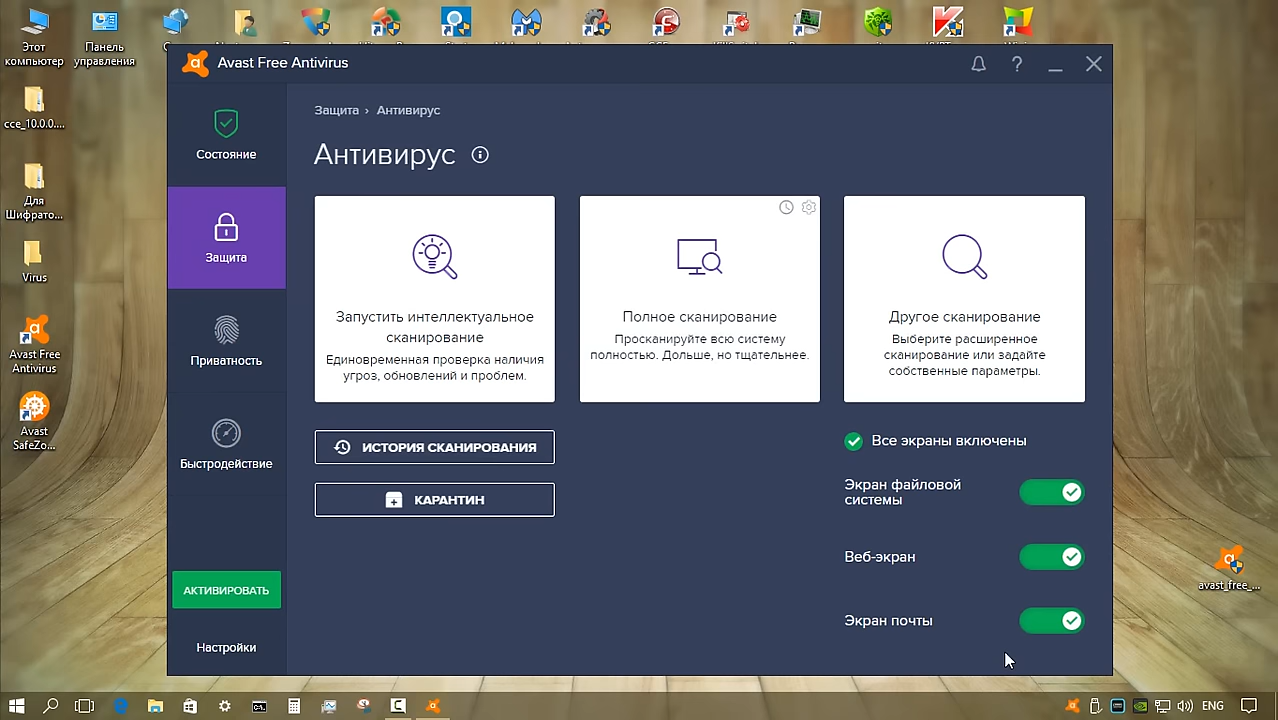 Этот
компьютер
Панель
управления
cce_10.0.0....
Для
Шифрато...
Virus
Avast Free
Antivirus
Avast
SafeZo...
Avast Free Antivirus
?
Состояние
Защита
Приватность
Быстродействие
АКТИВИРОВАТЬ
Настройки
Защита › Антивирус
Антивирус
Запустить интеллектуальное
сканирование
Единовременная проверка наличия
угроз, обновлений и проблем.
Полное сканирование
Просканируйте всю систему
полностью. Дольше, но тщательнее.
Другое сканирование
Выберите расширенное
сканирование или задайте
собственные параметры.
ИСТОРИЯ СКАНИРОВАНИЯ
КАРАНТИН
Все экраны включены
Экран файловой
системы
Веб-экран
Экран почты
avast_free_...
ENG